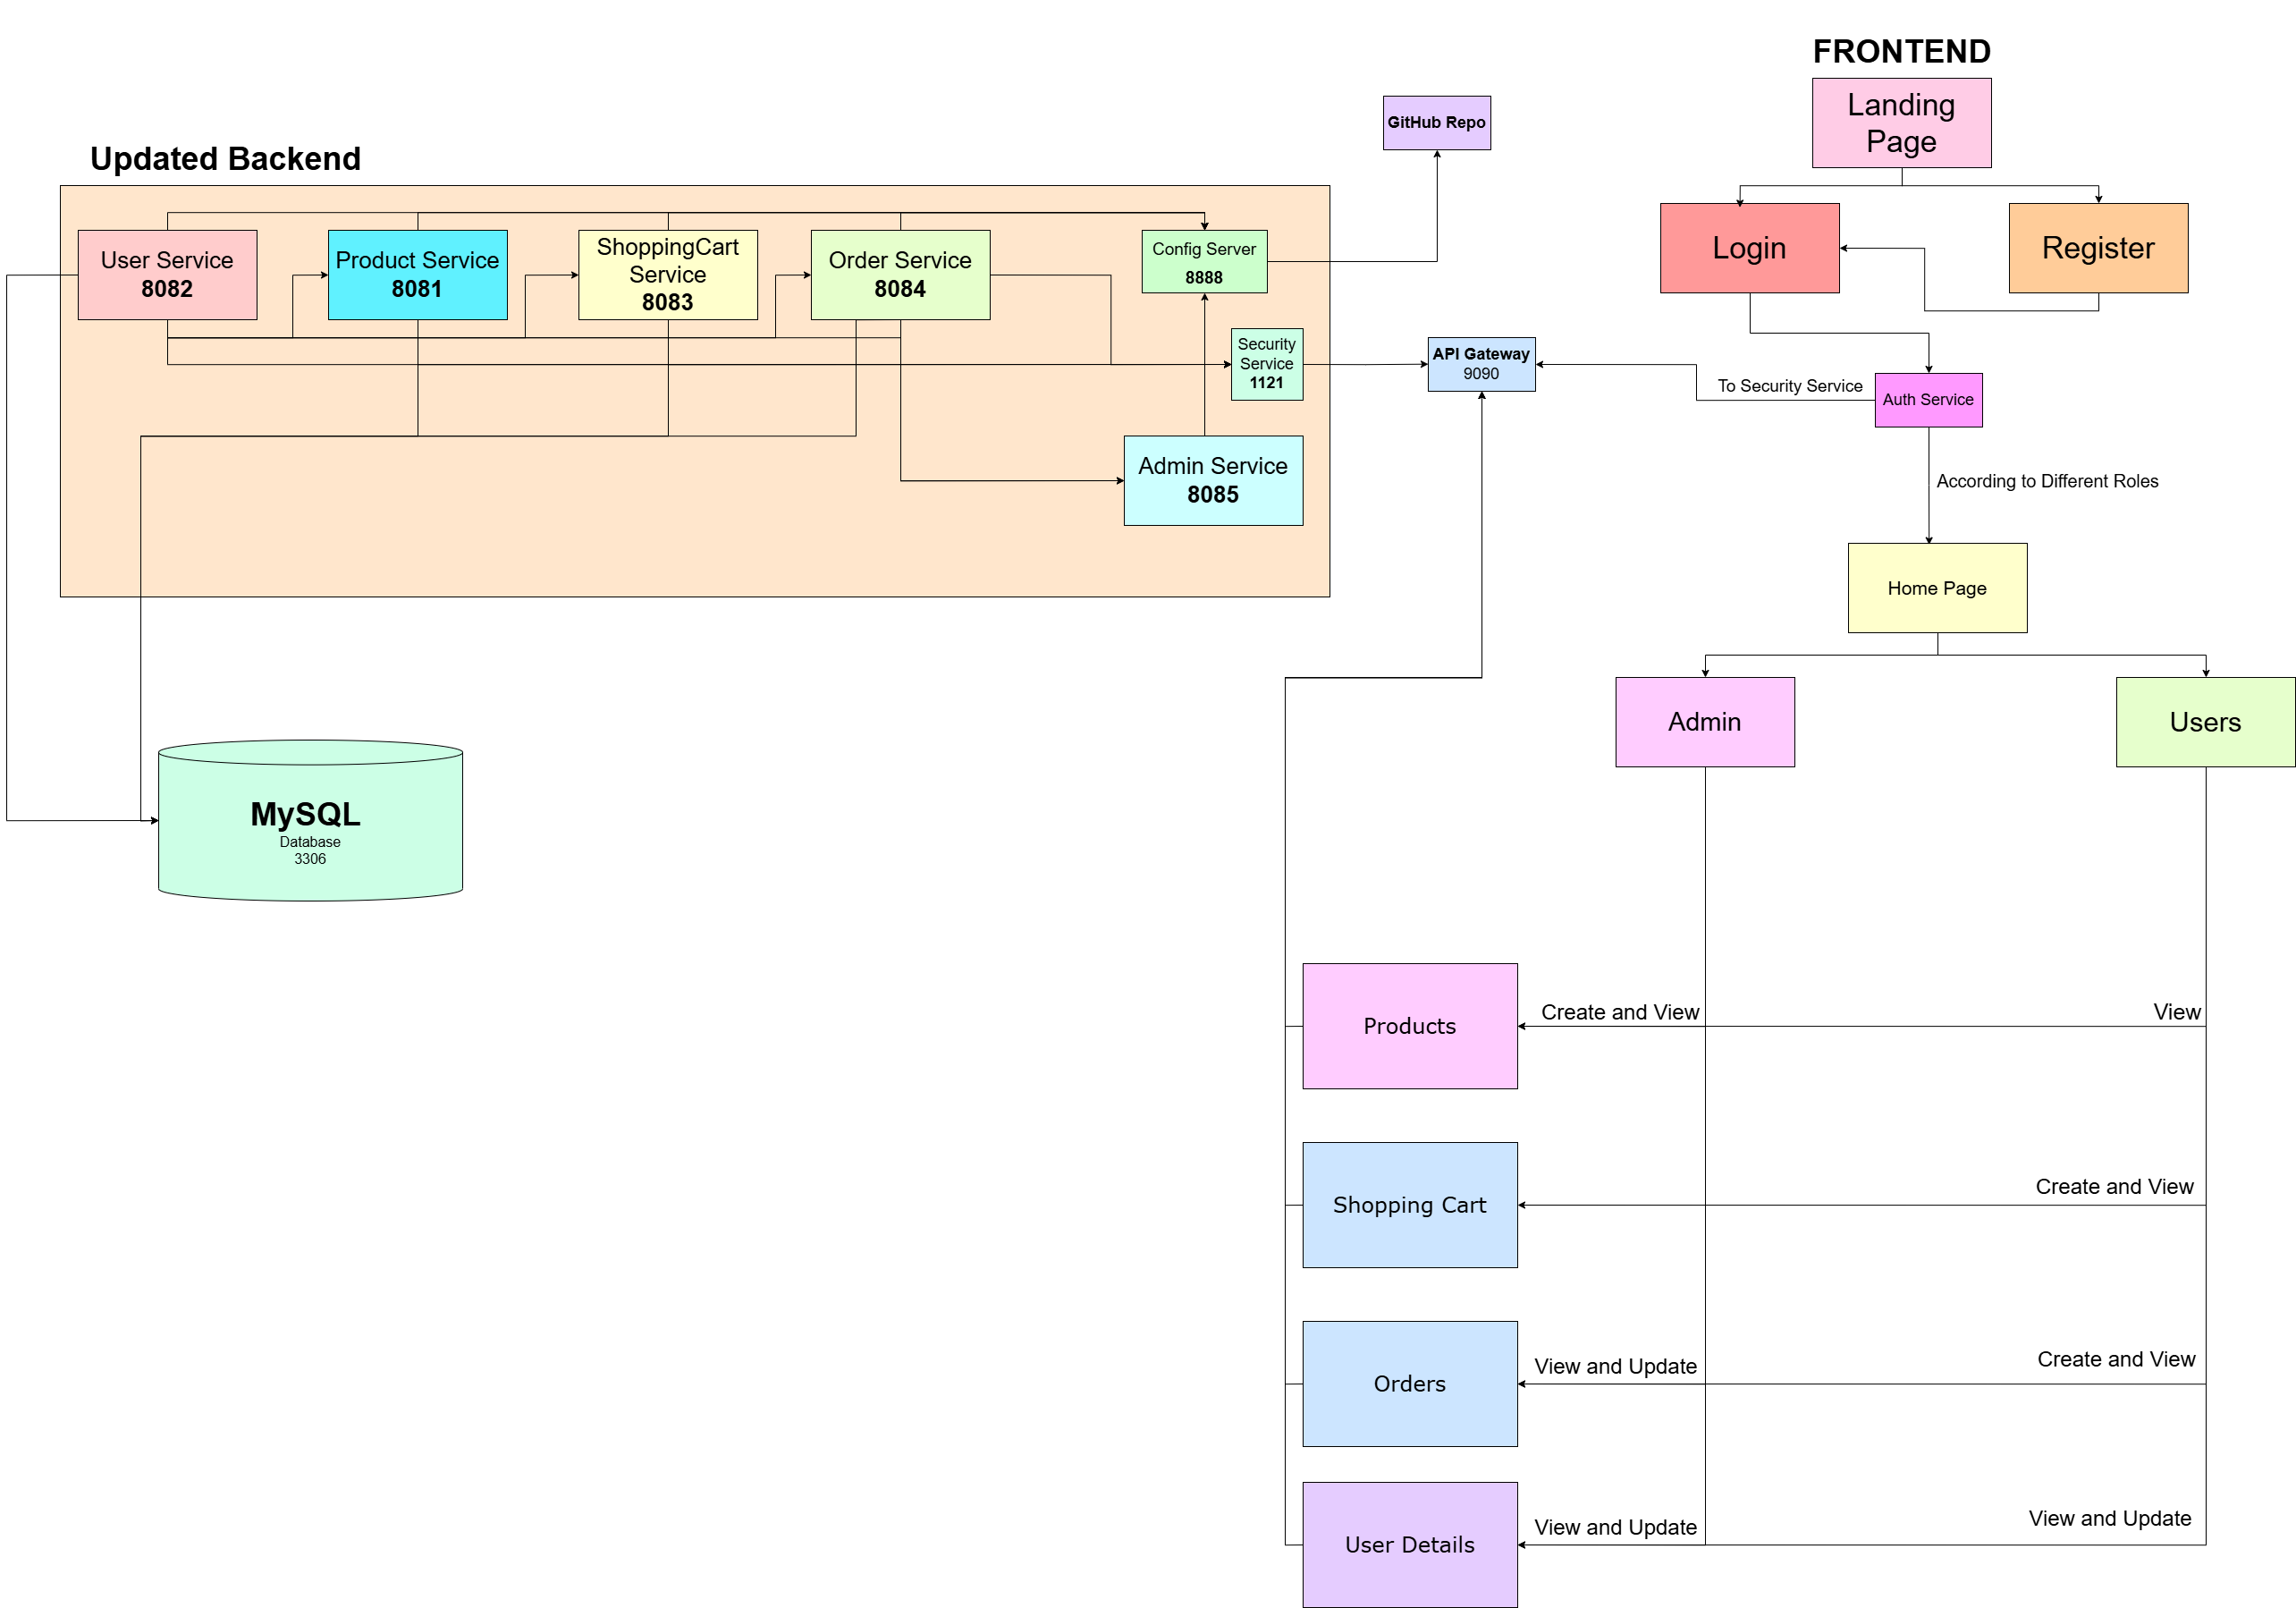 FRONTEND
Landing
Page
GitHub Repo
Updated Backend
Login
Register
User Service
8082
Product Service
8081
ShoppingCart
Service
8083
Order Service
8084
Config Server
8888
Security
Service
1121
API Gateway
9090
To Security Service
Auth Service
Admin Service
8085
According to Different Roles
Home Page
Admin
Users
MySQL
Database
3306
Products
Create and View
View
Shopping Cart
Create and View
Orders
View and Update
Create and View
User Details
View and Update
View and Update